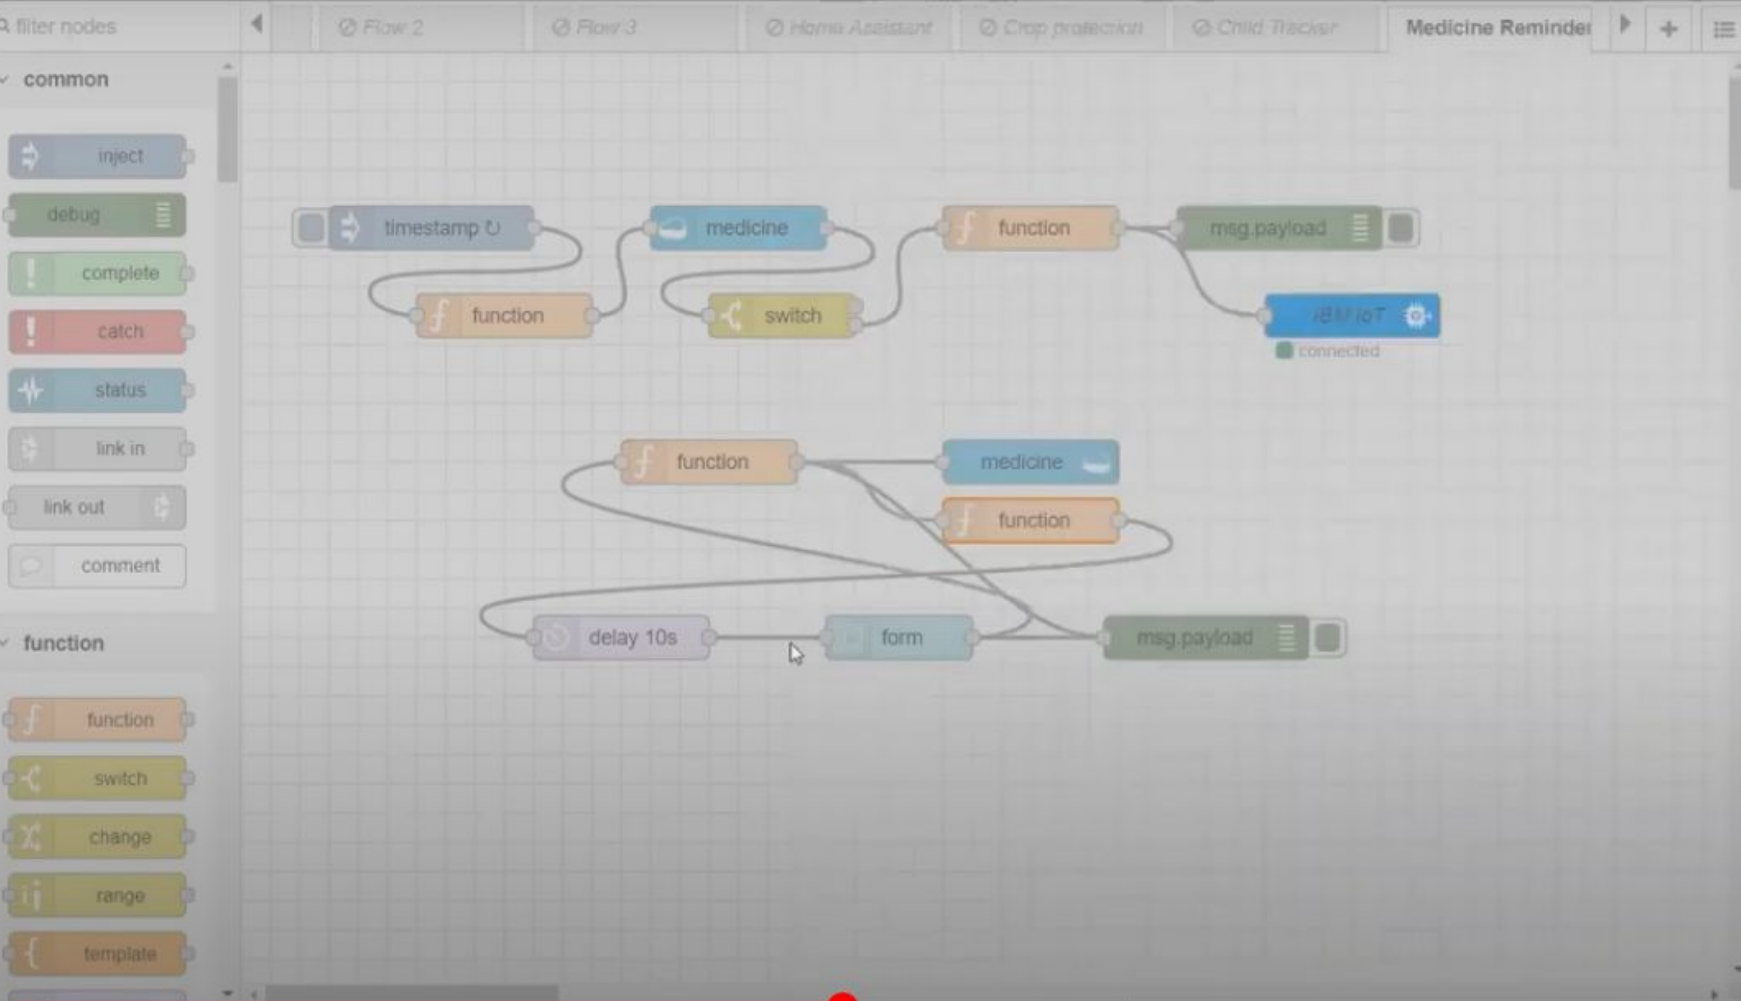 filter nodes
Flow 2
Flow 3
Home Assistant
Crop protection
Child Tracker
Medicine Reminder
common
inject
debug
complete
catch
status
link in
link out
comment
function
function
switch
change
range
template
timestamp ↻
medicine
function
msg.payload
function
switch
IBM IoT
connected
function
medicine
function
delay 10s
form
msg.payload